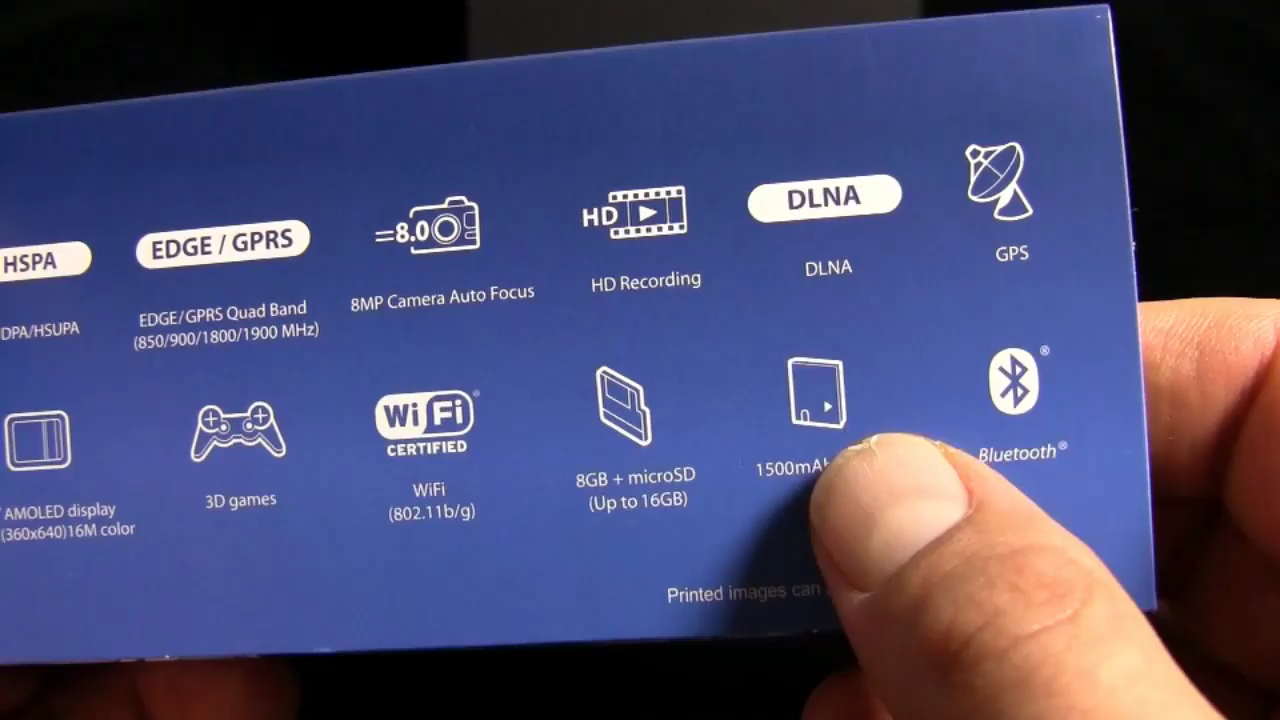 HSPA
EDGE / GPRS
=8.0
HD
DLNA
DPA/HSUPA
EDGE/GPRS Quad Band
(850/900/1800/1900 MHz)
8MP Camera Auto Focus
HD Recording
DLNA
GPS
Wi Fi ®
CERTIFIED
®
AMOLED display
(360x640)16M color
3D games
WiFi
(802.11b/g)
8GB + microSD
(Up to 16GB)
1500mAh
Bluetooth®
Printed images can